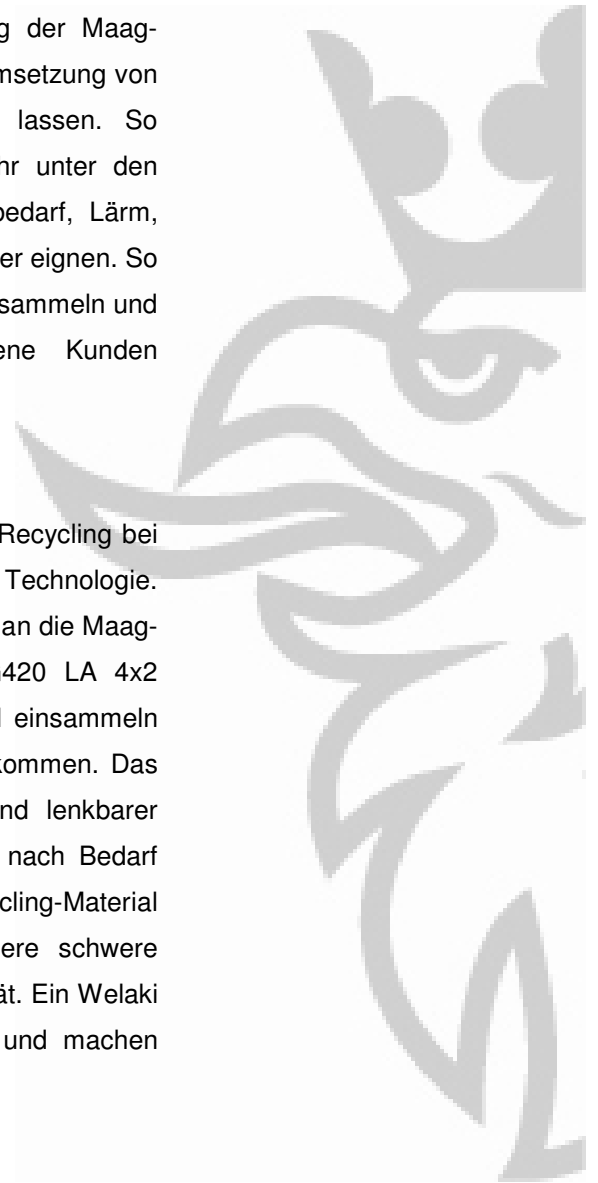 g der Maag-
msetzung von
lassen. So
hr unter den
bedarf, Lärm,
er eignen. So
sammeln und
ene Kunden
Recycling bei
Technologie.
an die Maag-
420 LA 4x2
einsammeln
kommen. Das
nd lenkbarer
nach Bedarf
cling-Material
ere schwere
ät. Ein Welaki
und machen